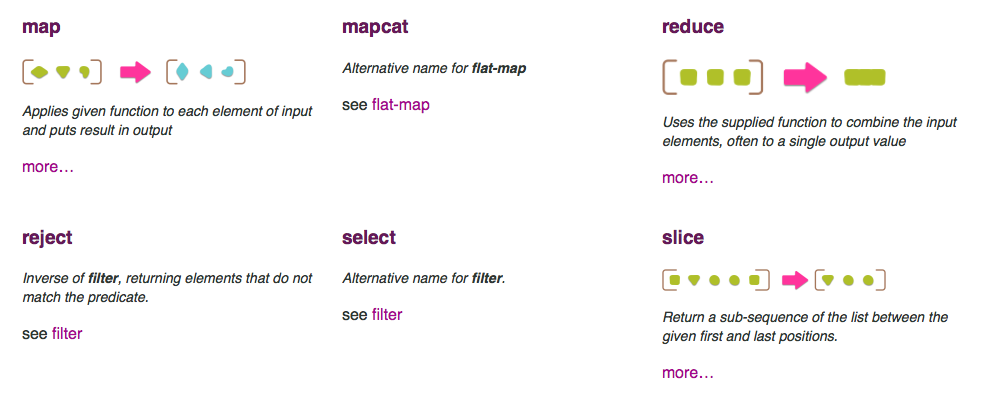 map
Applies given function to each element of input
and puts result in output
more…
mapcat
Alternative name for flat-map
see flat-map
reduce
Uses the supplied function to combine the input
elements, often to a single output value
more…
reject
Inverse of filter, returning elements that do not
match the predicate.
see filter
select
Alternative name for filter.
see filter
slice
Return a sub-sequence of the list between the
given first and last positions.
more…